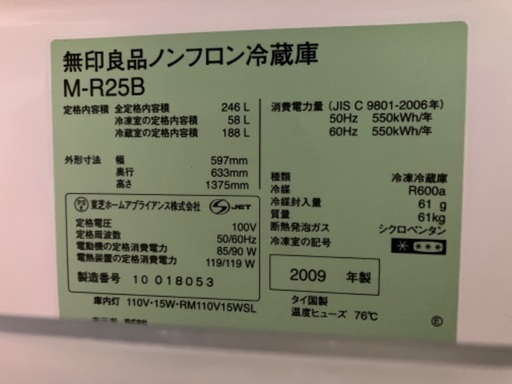 無印良品ノンフロン冷蔵庫
M-R25B
定格内容積 全定格内容積 246 L
冷凍室の定格内容積 58 L
冷蔵室の定格内容積 188 L
外形寸法 幅 597mm
奥行 633mm
高さ 1375mm
東芝ホームアプライアンス株式会社 S JET
定格電圧 100V
定格周波数 50/60Hz
電動機の定格消費電力 85/90 W
電熱装置の定格消費電力 119/119 W
製造番号 10 018053
庫内灯 110V・15W・RM110V15WSL
消費電力量 (JIS C 9801-2006年)
50Hz 550kWh/年
60Hz 550kWh/年
種類 冷凍冷蔵庫
冷媒 R600a
冷媒封入量 61 g
質量 61kg
断熱発泡ガス シクロペンタン
冷凍室の記号
2009 年製
タイ国製
温度ヒューズ 76℃
E